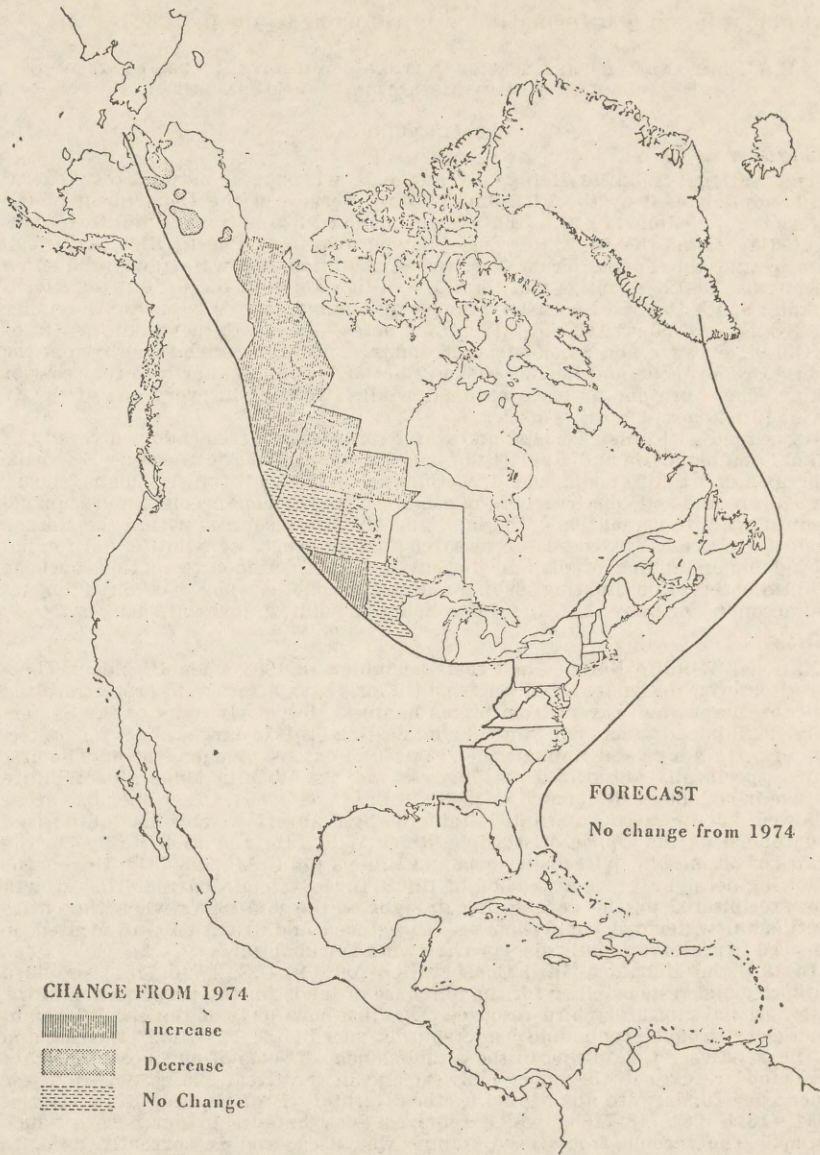 FORECAST
No change from 1974
CHANGE FROM 1974
Increase
Decrease
No Change